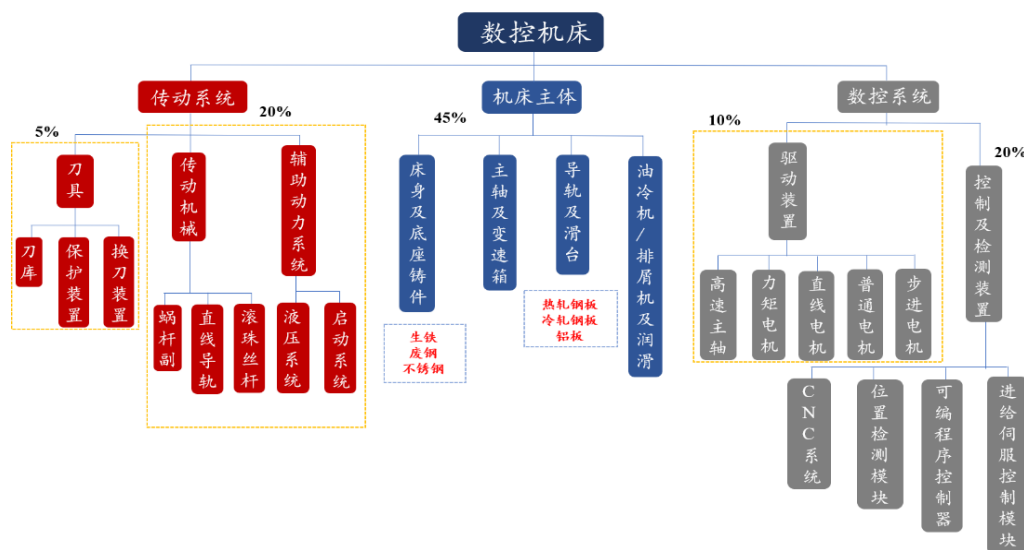 数控机床
传动系统
机床主体
数控系统
5%
20%
45%
10%
20%
刀具
传动机械
辅助动力系统
床身及底座铸件
主轴及变速箱
导轨及滑台
油冷机/排屑机及润滑
驱动装置
控制及检测装置
刀库
保护装置
换刀装置
蜗杆副
直线导轨
滚珠丝杆
液压系统
启动系统
生铁
废钢
不锈钢
热轧钢板
冷轧钢板
铝板
高速主轴
力矩电机
直线电机
普通电机
步进电机
CNC系统
位置检测模块
可编程序控制器
进给伺服控制模块